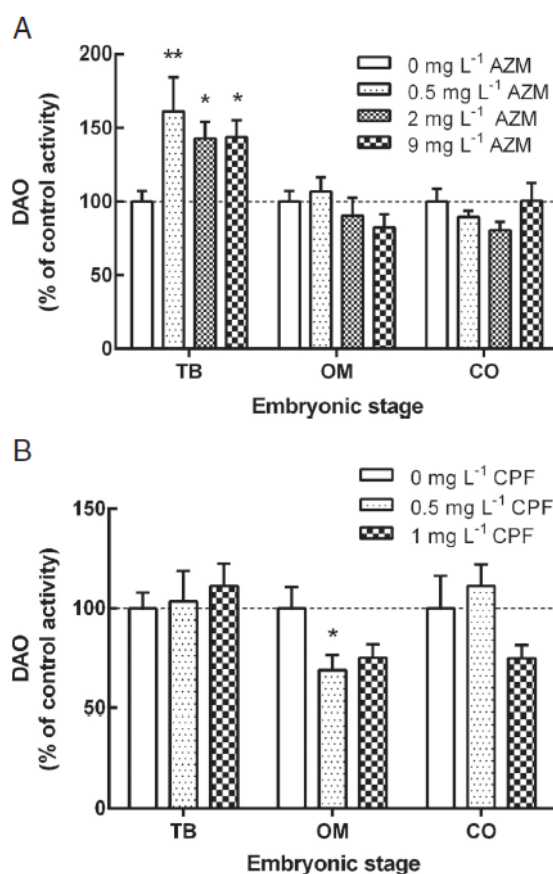 A
0 mg L⁻¹ AZM
0.5 mg L⁻¹ AZM
2 mg L⁻¹ AZM
9 mg L⁻¹ AZM
DAO
(% of control activity)
200
150
100
50
0
**
*
*
TB
OM
CO
Embryonic stage
B
0 mg L⁻¹ CPF
0.5 mg L⁻¹ CPF
1 mg L⁻¹ CPF
DAO
(% of control activity)
150
100
50
0
*
TB
OM
CO
Embryonic stage